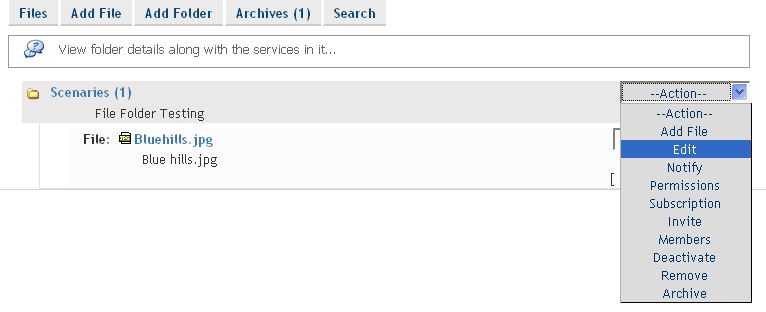 Files Add File Add Folder Archives (1) Search
View folder details along with the services in it...
Scenaries (1)
--Action--
File Folder Testing
--Action--
File: Bluehills.jpg
Add File
Blue hills.jpg
Edit
Notify
[
Permissions
Subscription
Invite
Members
Deactivate
Remove
Archive